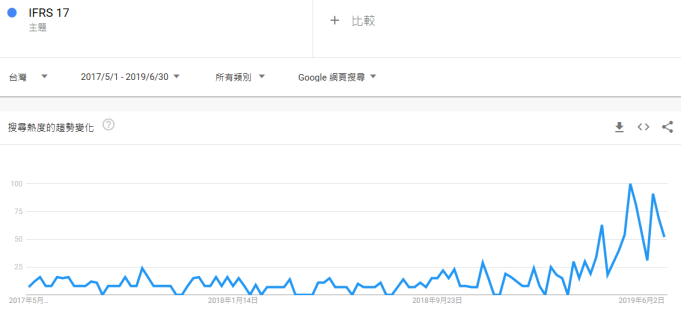 IFRS 17
主題
+ 比較
台灣 2017/5/1 - 2019/6/30 所有類別 Google 網頁搜尋
搜尋熱度的趨勢變化 ?
100
75
50
25
2017年5月… 2018年1月14日 2018年9月23日 2019年6月2日